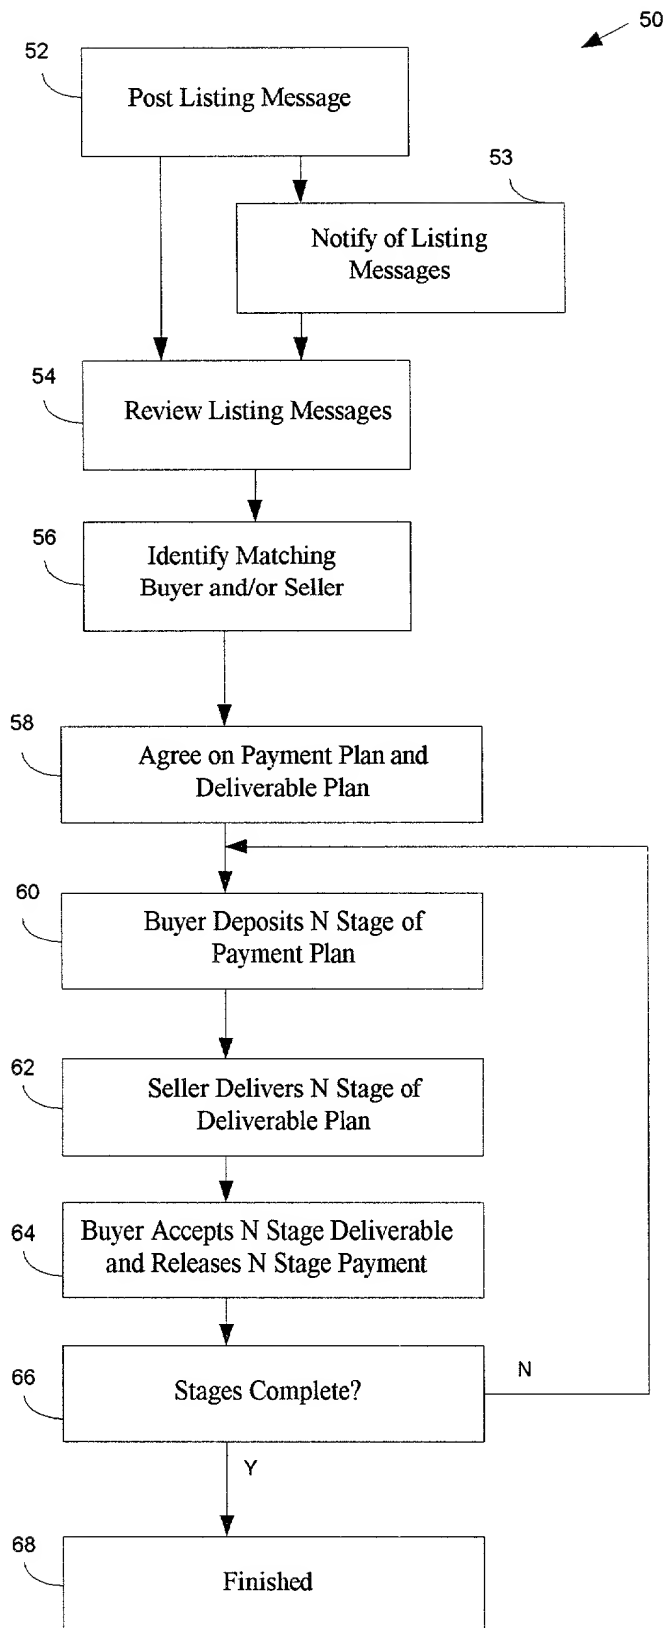 50
52
Post Listing Message
53
Notify of Listing
Messages
54
Review Listing Messages
56
Identify Matching
Buyer and/or Seller
58
Agree on Payment Plan and
Deliverable Plan
60
Buyer Deposits N Stage of
Payment Plan
62
Seller Delivers N Stage of
Deliverable Plan
64
Buyer Accepts N Stage Deliverable
and Releases N Stage Payment
66
Stages Complete?
N
Y
68
Finished